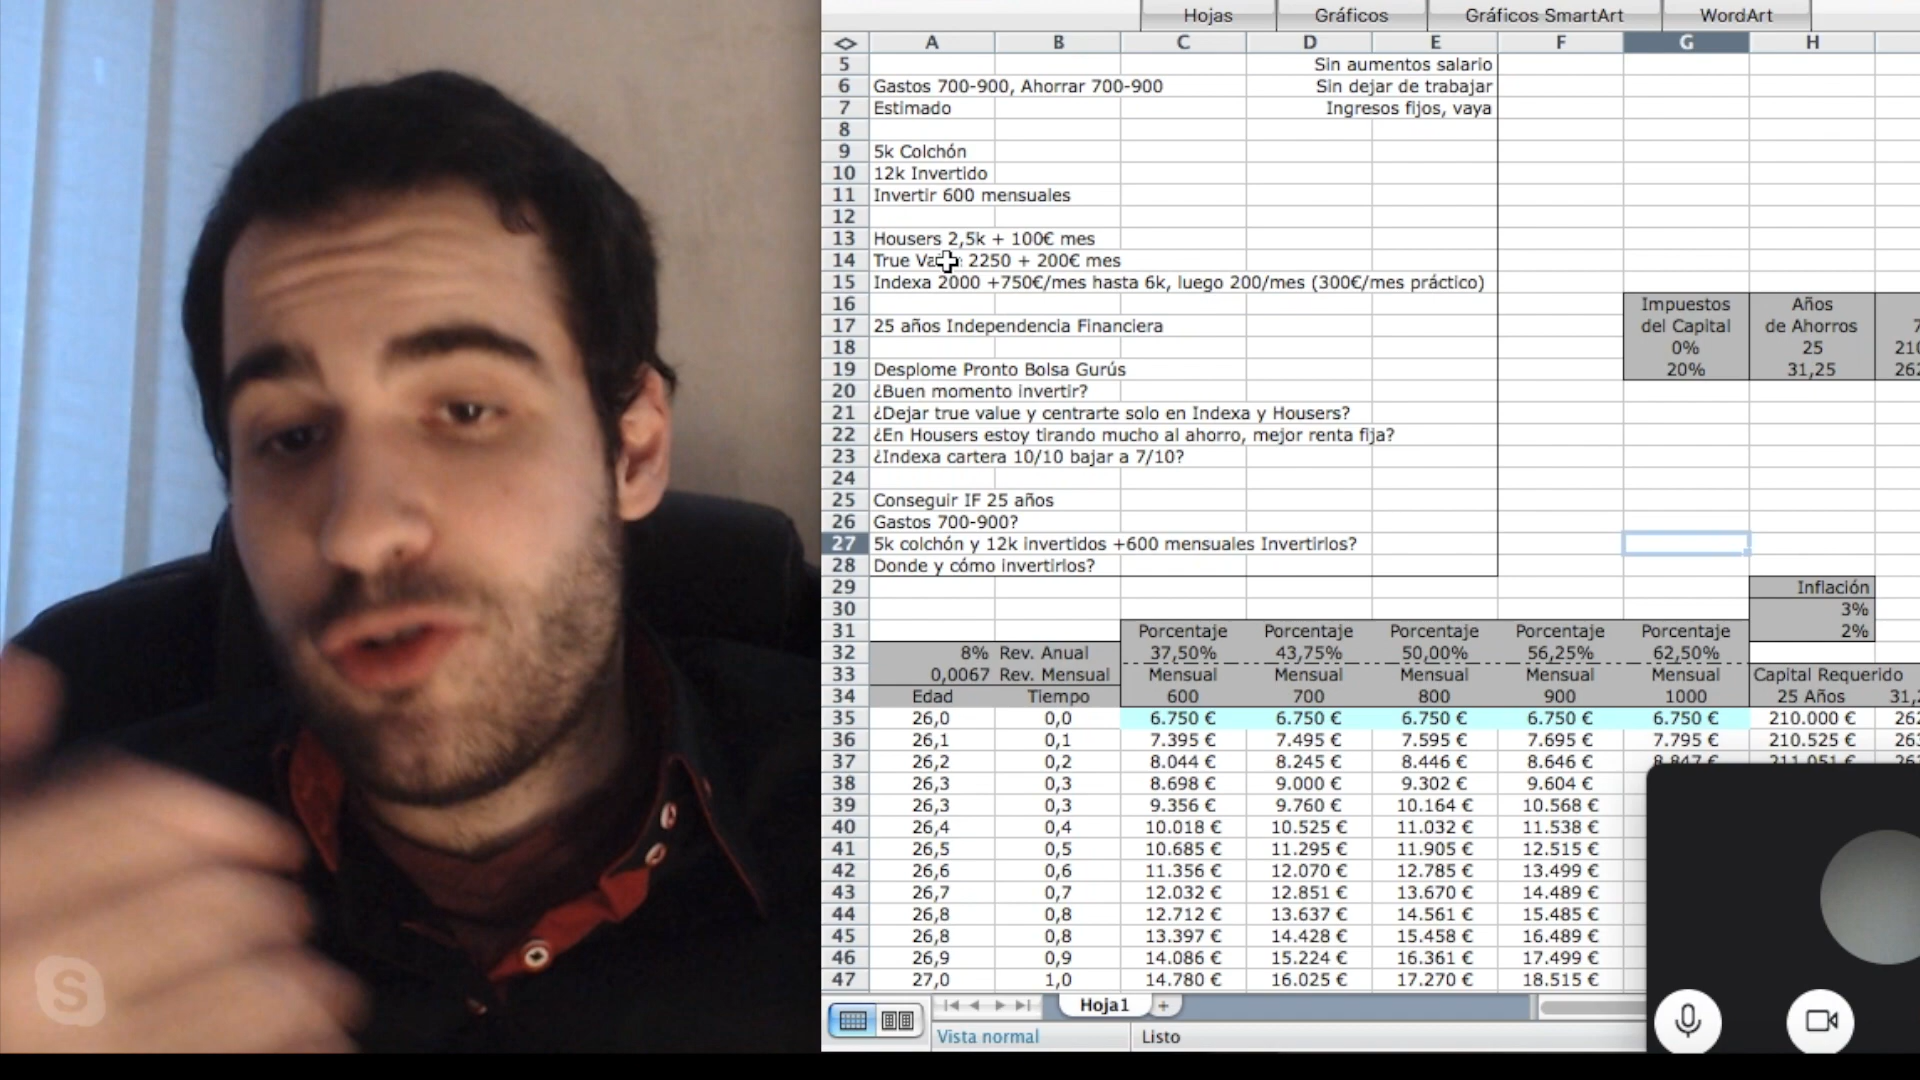 Hojas Gráficos Gráficos SmartArt WordArt
A B C D E F G H
5 Sin aumentos salario
6 Gastos 700-900, Ahorrar 700-900 Sin dejar de trabajar
7 Estimado Ingresos fijos, vaya
8
9 5k Colchón
10 12k Invertido
11 Invertir 600 mensuales
12
13 Housers 2,5k + 100€ mes
14 True 2250 + 200€ mes
15 Indexa 2000 +750€/mes hasta 6k, luego 200/mes (300€/mes práctico)
16 Impuestos Años
17 25 años Independencia Financiera del Capital de Ahorros
18 0% 25
19 Desplome Pronto Bolsa Gurús 20% 31,25
20 ¿Buen momento invertir?
21 ¿Dejar true value y centrarte solo en Indexa y Housers?
22 ¿En Housers estoy tirando mucho al ahorro, mejor renta fija?
23 ¿Indexa cartera 10/10 bajar a 7/10?
24
25 Conseguir IF 25 años
26 Gastos 700-900?
27 5k colchón y 12k invertidos +600 mensuales Invertirlos?
28 Donde y cómo invertirlos?
29 Inflación
30 3%
31 Porcentaje Porcentaje Porcentaje Porcentaje Porcentaje 2%
32 8% Rev. Anual 37,50% 43,75% 50,00% 56,25% 62,50%
33 0,0067 Rev. Mensual Mensual Mensual Mensual Mensual Mensual Capital Requerido
34 Edad Tiempo 600 700 800 900 1000 25 Años
35 26,0 0,0 6.750 € 6.750 € 6.750 € 6.750 € 6.750 € 210.000 €
36 26,1 0,1 7.395 € 7.495 € 7.595 € 7.695 € 7.795 € 210.525 €
37 26,2 0,2 8.044 € 8.245 € 8.446 € 8.646 € 8.847 € 211.051 €
38 26,3 0,3 8.698 € 9.000 € 9.302 € 9.604 €
39 26,3 0,3 9.356 € 9.760 € 10.164 € 10.568 €
40 26,4 0,4 10.018 € 10.525 € 11.032 € 11.538 €
41 26,5 0,5 10.685 € 11.295 € 11.905 € 12.515 €
42 26,6 0,6 11.356 € 12.070 € 12.785 € 13.499 €
43 26,7 0,7 12.032 € 12.851 € 13.670 € 14.489 €
44 26,8 0,8 12.712 € 13.637 € 14.561 € 15.485 €
45 26,8 0,8 13.397 € 14.428 € 15.458 € 16.489 €
46 26,9 0,9 14.086 € 15.224 € 16.361 € 17.499 €
47 27,0 1,0 14.780 € 16.025 € 17.270 € 18.515 €
Hoja1
Vista normal Listo